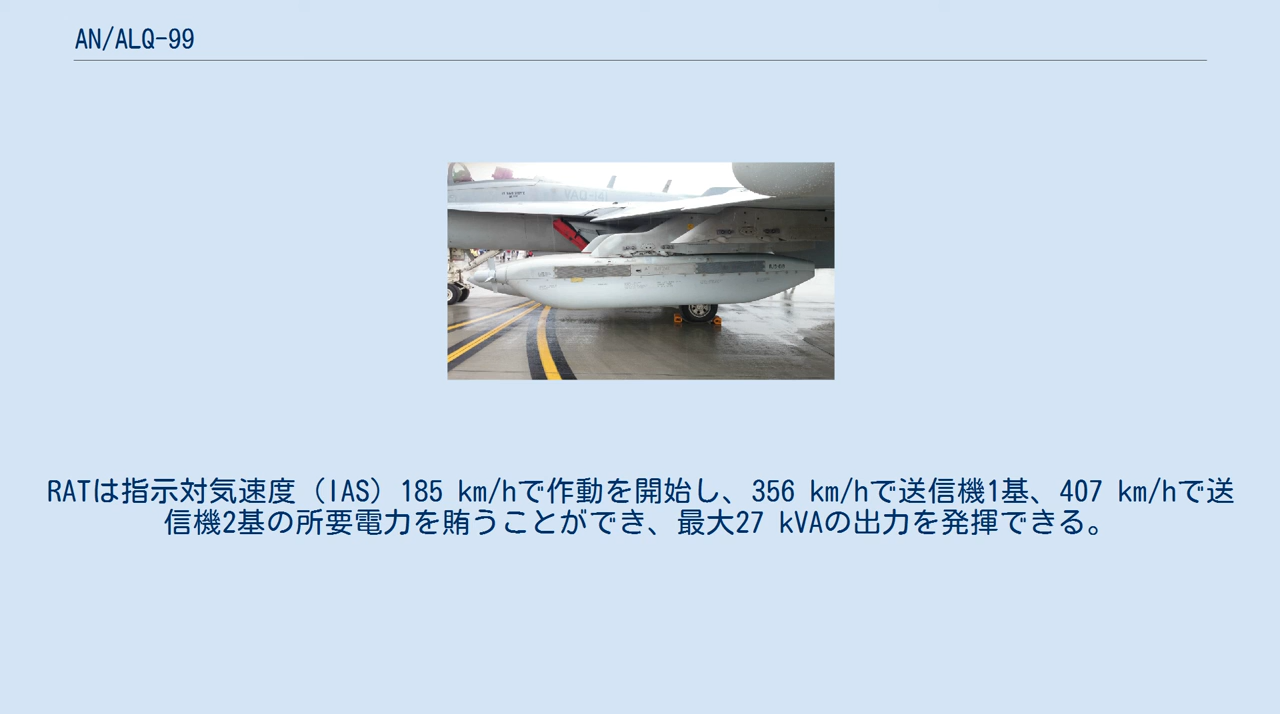 AN/ALQ-99
VAQ-141
RATは指示対気速度（IAS）185 km/hで作動を開始し、356 km/hで送信機1基、407 km/hで送
信機2基の所要電力を賄うことができ、最大27 kVAの出力を発揮できる。